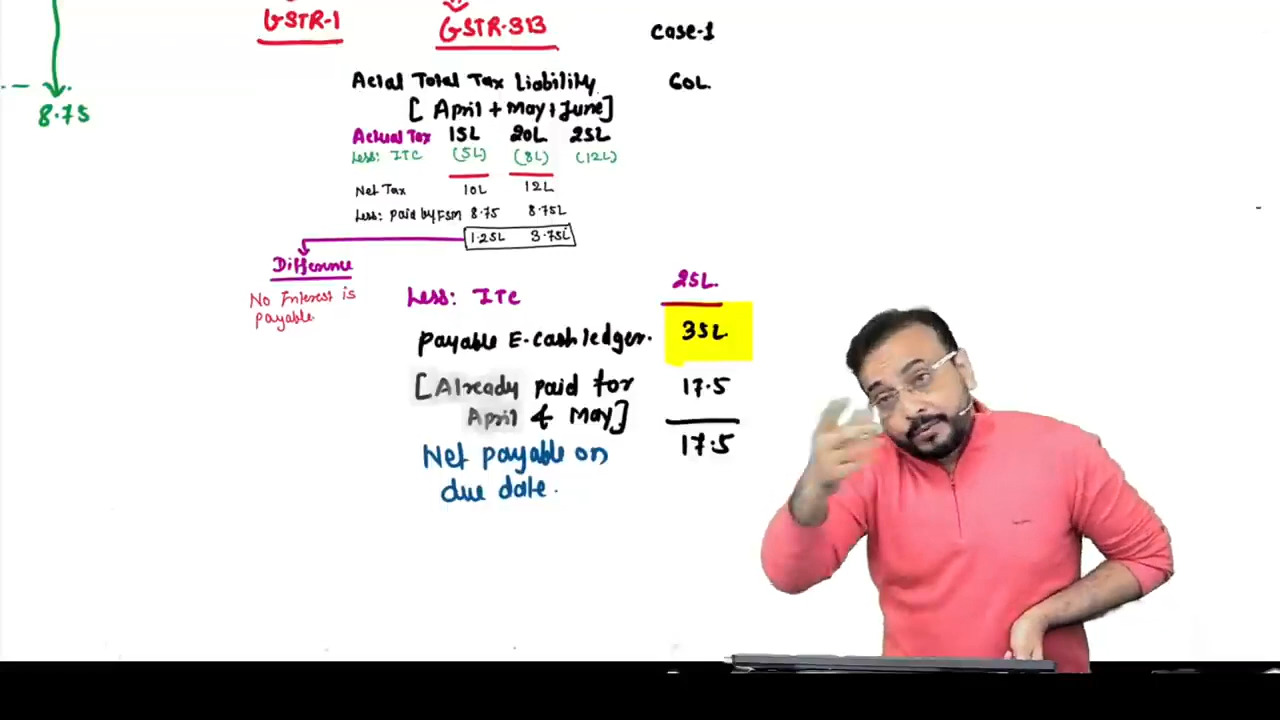 GSTR-1 GSTR-3B Case-1
8.75
Actal Total Tax Liability. 60L.
[April + May + June]
Actual Tax 15L 20L 25L
Less: ITC (5L) (8L) (12L)
Net Tax 10L 12L
Less: Paid by FSM 8.75 8.75L
1.25L 3.75L
Difference
No Interest is
payable.
Less: ITC 25L.
Payable E-cash ledger. 35L
[Already paid for 17.5
April & May]
17.5
Net payable on
due date.